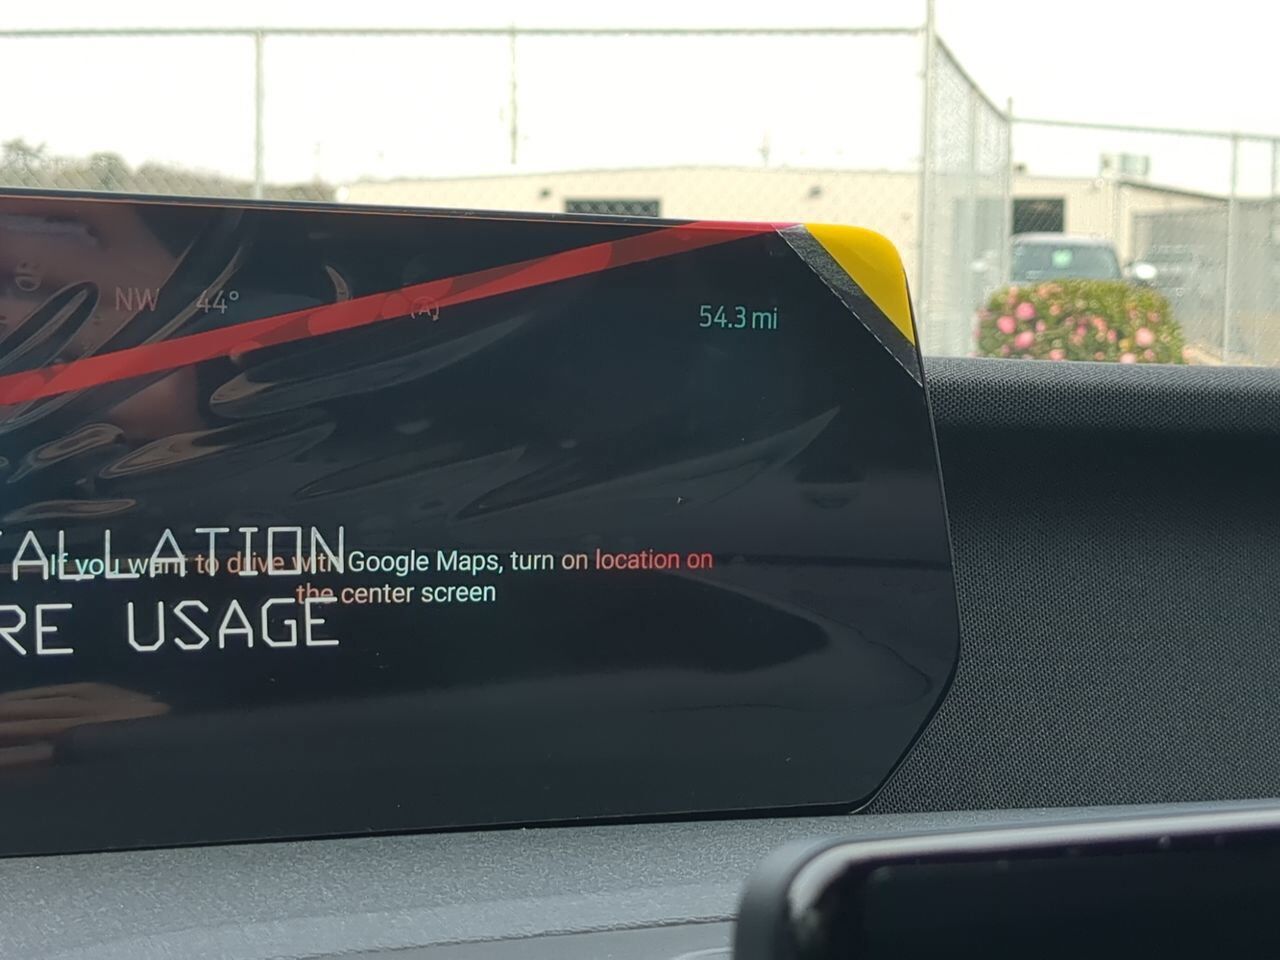 NW 44° (A) 54.3 mi
ALLATION
If you want to drive with Google Maps, turn on location on
the center screen
RE USAGE